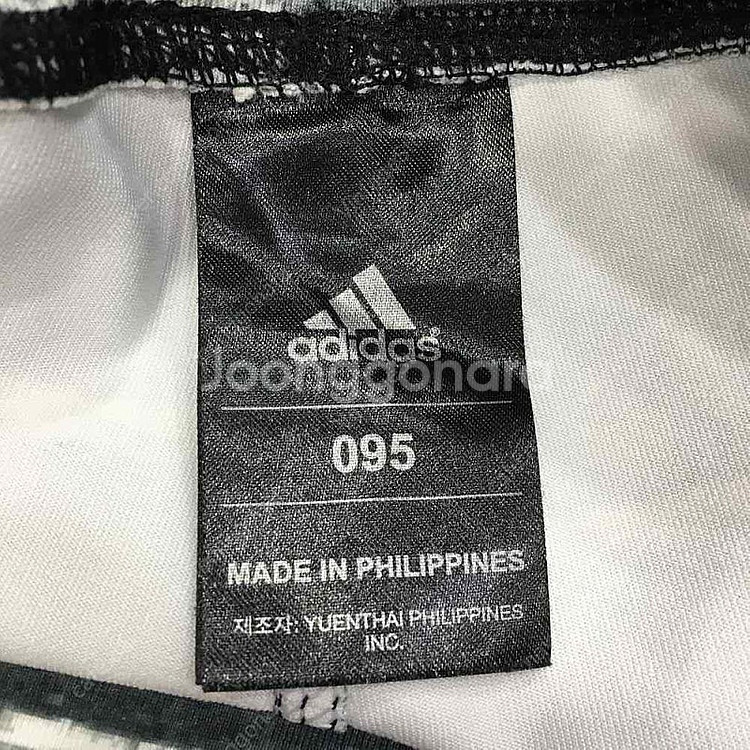 adidas®
Joonggonara
095
MADE IN PHILIPPINES
제조자: YUENTHAI PHILIPPINES
INC.